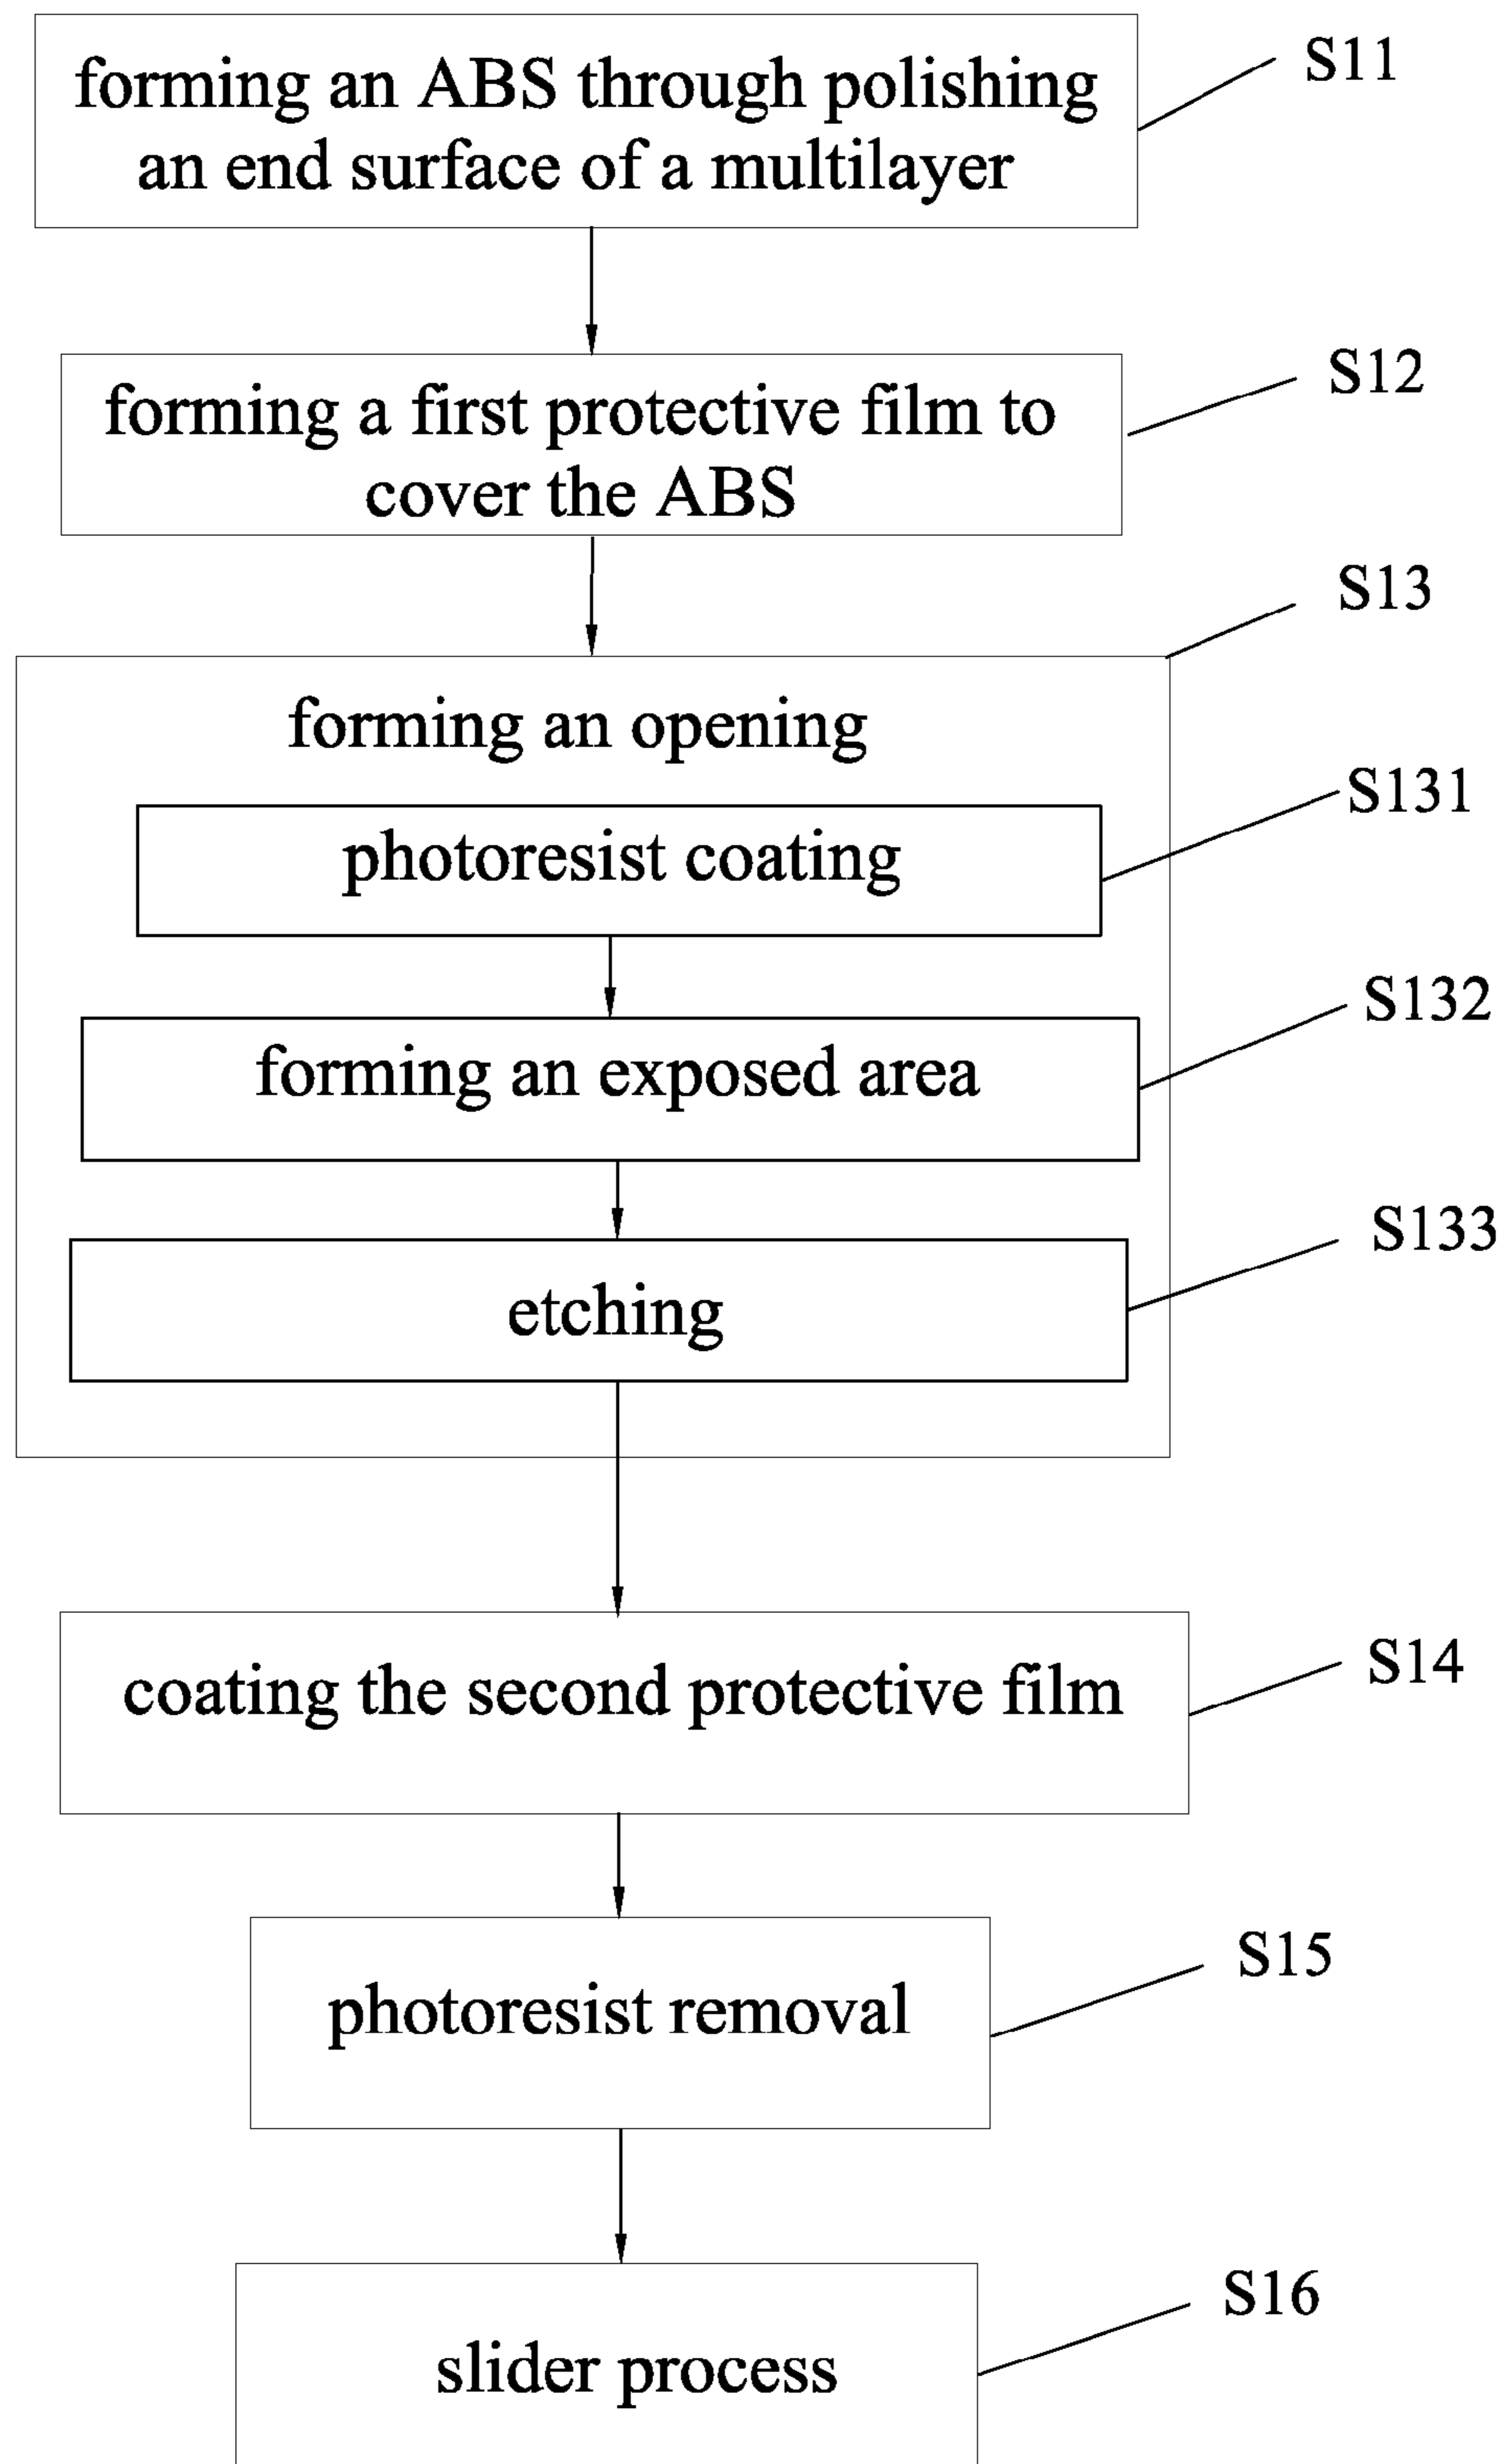 forming an ABS through polishing
an end surface of a multilayer
S11
forming a first protective film to
cover the ABS
S12
S13
forming an opening
photoresist coating
S131
forming an exposed area
S132
etching
S133
coating the second protective film
S14
photoresist removal
S15
slider process
S16